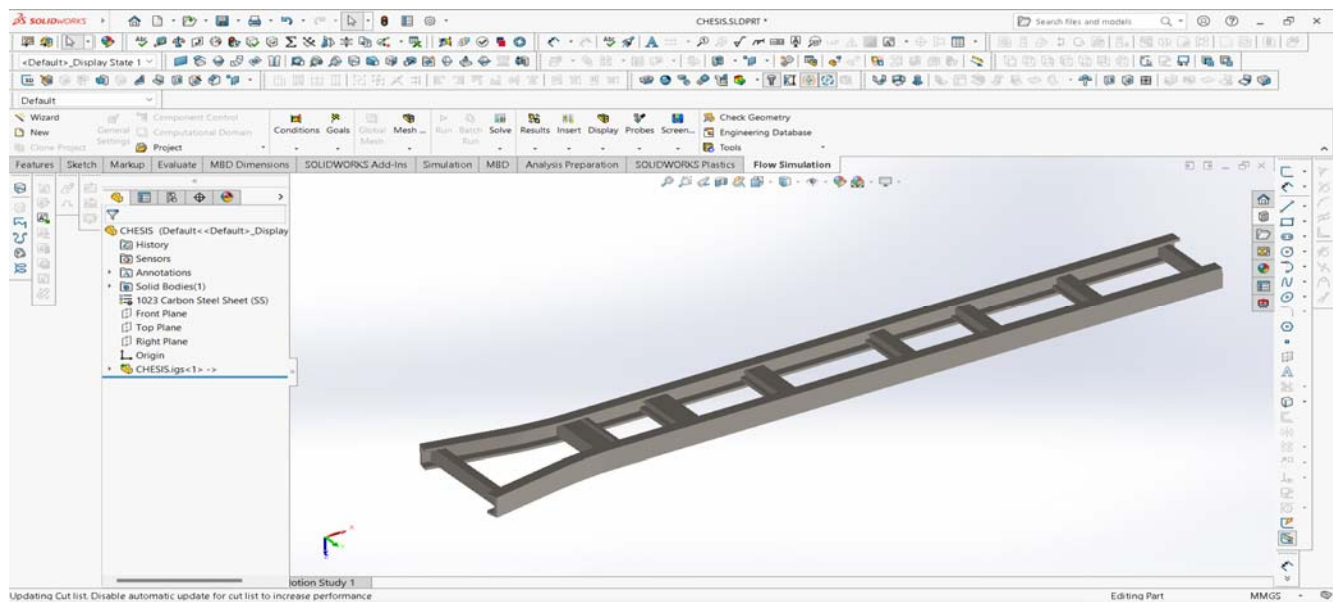 SOLIDWORKS
CHESIS.SLDPRT *
Search files and models
<Default>_Display State 1
Default
Wizard
New
Clone Project
General Settings
Component Control
Computational Domain
Project
Conditions
Goals
Global Mesh
Mesh ...
Run
Batch Run
Solve
Results
Insert
Display
Probes
Screen...
Check Geometry
Engineering Database
Tools
Features
Sketch
Markup
Evaluate
MBD Dimensions
SOLIDWORKS Add-Ins
Simulation
MBD
Analysis Preparation
SOLIDWORKS Plastics
Flow Simulation
CHESIS (Default<<Default>_Display
History
Sensors
Annotations
Solid Bodies(1)
1023 Carbon Steel Sheet (SS)
Front Plane
Top Plane
Right Plane
Origin
CHESIS.igs<1> ->
otion Study 1
Updating Cut list. Disable automatic update for cut list to increase performance
Editing Part
MMGS